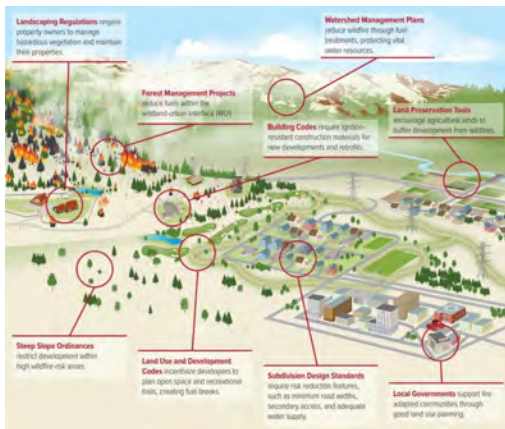 Landscaping Regulations require
property owners to manage
hazardous vegetation and maintain
their properties.
Watershed Management Plans
reduce wildfire through fuel
treatments, protecting vital
water resources.
Forest Management Projects
reduce fuels within the
wildland-urban interface (WUI)
Building Codes require ignition-
resistant construction materials for
new developments and retrofits.
Land Preservation Tools
encourage agricultural lands to
buffer development from wildfires.
Steep Slope Ordinances
restrict development within
high wildfire-risk areas.
Land Use and Development
Codes incentivize developers to
plan open space and recreational
trails, creating fuel breaks.
Subdivision Design Standards
require risk reduction features,
such as minimum road widths,
secondary access, and adequate
water supply.
Local Governments support fire
adapted communities through
good land use planning.